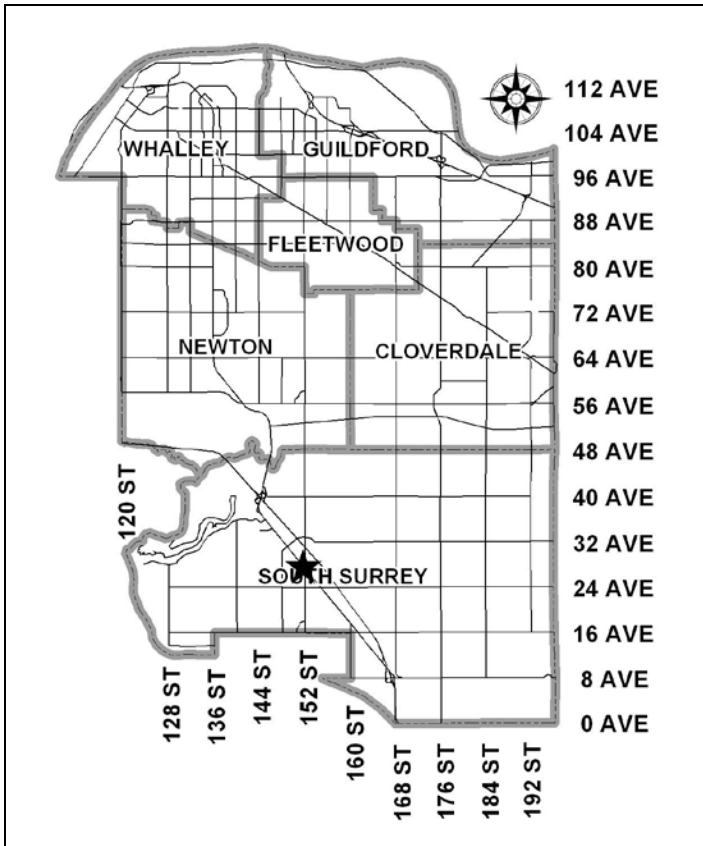 112 AVE
104 AVE
WHALLEY
GUILDFORD
96 AVE
88 AVE
FLEETWOOD
80 AVE
72 AVE
NEWTON
CLOVERDALE
64 AVE
56 AVE
48 AVE
120 ST
40 AVE
32 AVE
SOUTH SURREY
24 AVE
16 AVE
8 AVE
0 AVE
128 ST
136 ST
144 ST
152 ST
160 ST
168 ST
176 ST
184 ST
192 ST